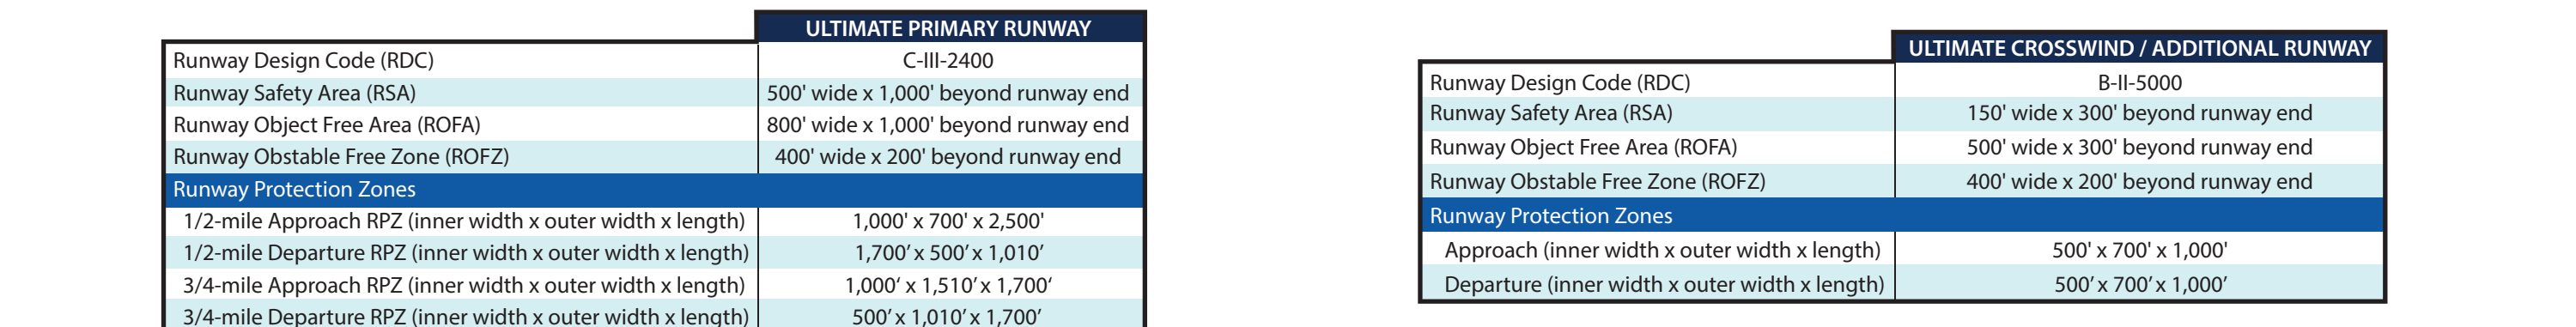 ULTIMATE PRIMARY RUNWAY
Runway Design Code (RDC) C-III-2400
Runway Safety Area (RSA) 500' wide x 1,000' beyond runway end
Runway Object Free Area (ROFA) 800' wide x 1,000' beyond runway end
Runway Obstable Free Zone (ROFZ) 400' wide x 200' beyond runway end
Runway Protection Zones
1/2-mile Approach RPZ (inner width x outer width x length) 1,000' x 700' x 2,500'
1/2-mile Departure RPZ (inner width x outer width x length) 1,700’ x 500’ x 1,010’
3/4-mile Approach RPZ (inner width x outer width x length) 1,000‘ x 1,510’ x 1,700‘
3/4-mile Departure RPZ (inner width x outer width x length) 500’ x 1,010’ x 1,700’
ULTIMATE CROSSWIND / ADDITIONAL RUNWAY
Runway Design Code (RDC) B-II-5000
Runway Safety Area (RSA) 150' wide x 300' beyond runway end
Runway Object Free Area (ROFA) 500' wide x 300' beyond runway end
Runway Obstable Free Zone (ROFZ) 400' wide x 200' beyond runway end
Runway Protection Zones
Approach (inner width x outer width x length) 500' x 700' x 1,000'
Departure (inner width x outer width x length) 500’ x 700’ x 1,000’